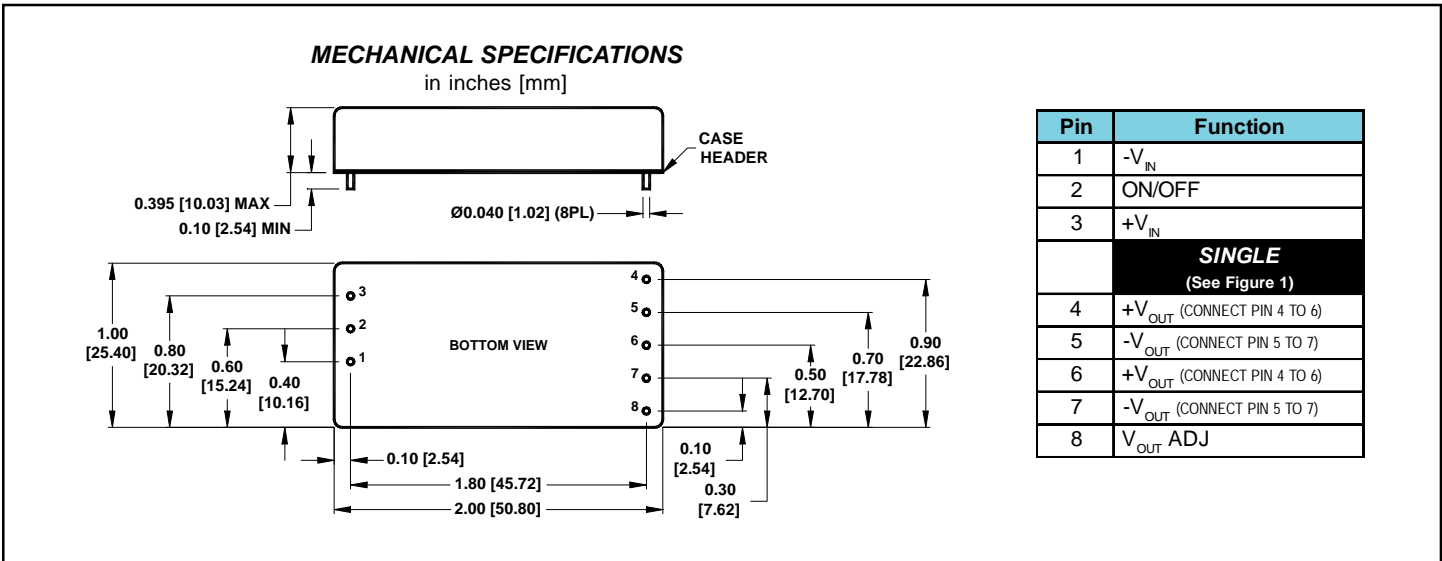 MECHANICAL SPECIFICATIONS
in inches [mm]
CASE
HEADER
0.395 [10.03] MAX
0.10 [2.54] MIN
Ø0.040 [1.02] (8PL)
3
2
1
BOTTOM VIEW
4
5
6
7
8
1.00
[25.40]
0.80
[20.32]
0.60
[15.24]
0.40
[10.16]
0.90
[22.86]
0.70
[17.78]
0.50
[12.70]
0.10
[2.54]
0.30
[7.62]
0.10 [2.54]
1.80 [45.72]
2.00 [50.80]
Pin Function
1 -VIN
2 ON/OFF
3 +VIN
SINGLE
(See Figure 1)
4 +VOUT (CONNECT PIN 4 TO 6)
5 -VOUT (CONNECT PIN 5 TO 7)
6 +VOUT (CONNECT PIN 4 TO 6)
7 -VOUT (CONNECT PIN 5 TO 7)
8 VOUT ADJ